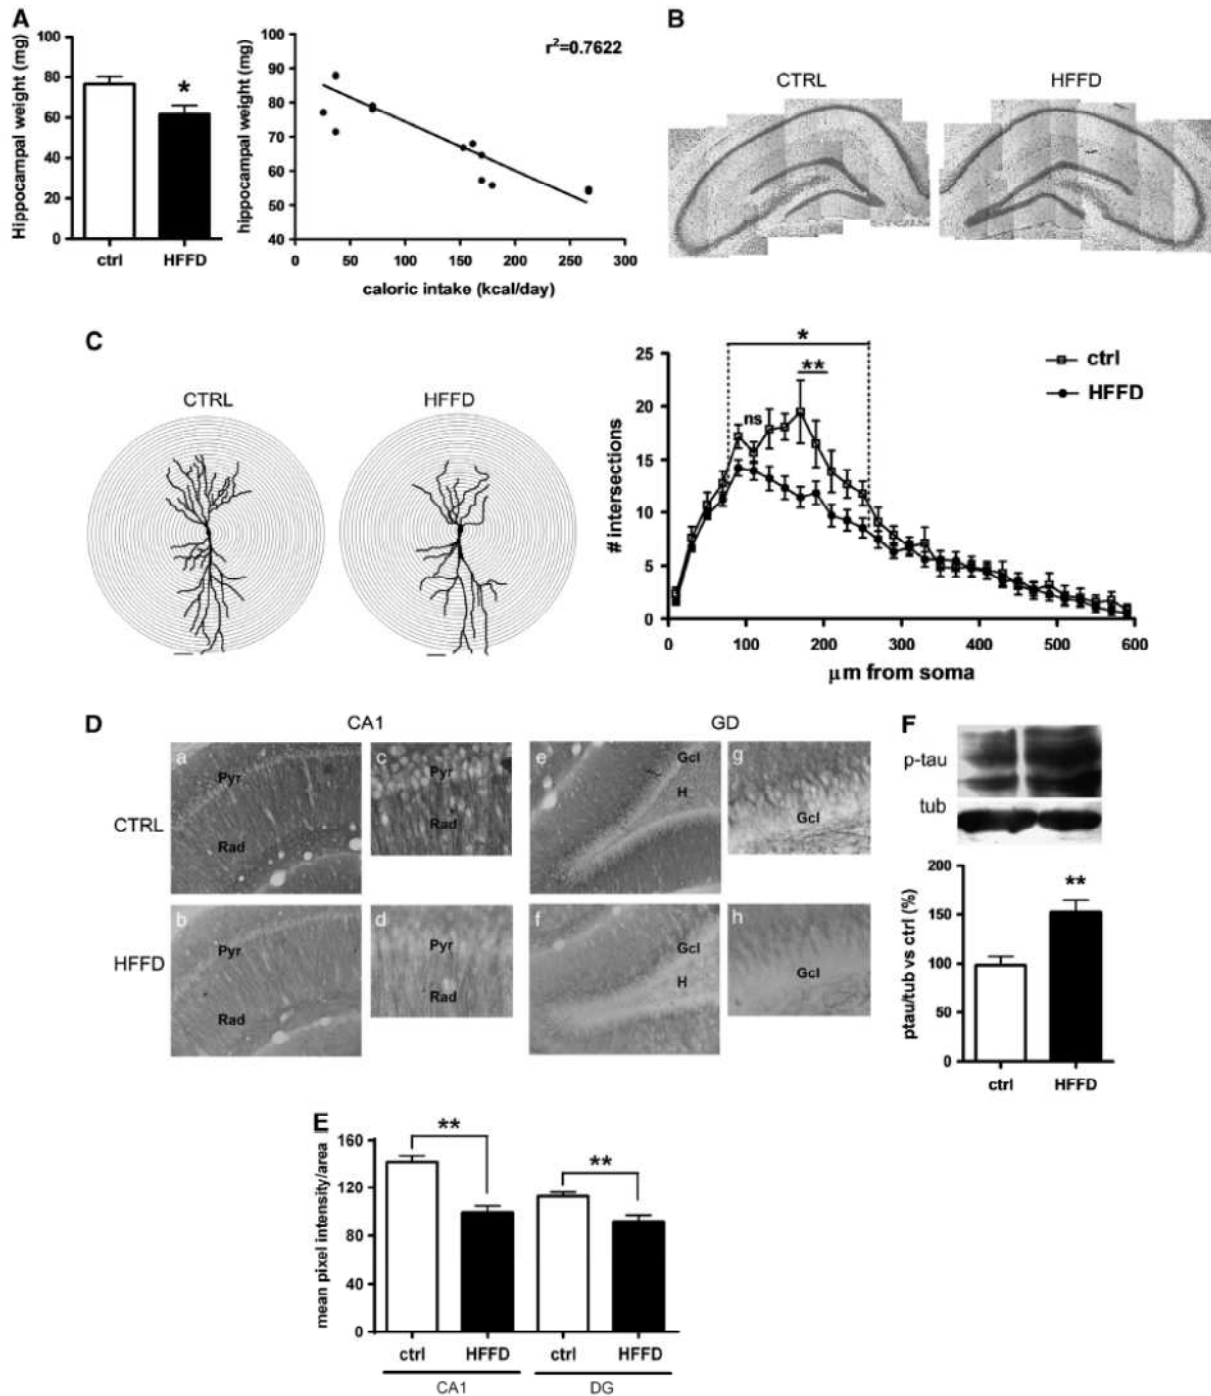 A
Hippocampal weight (mg)
100
80
60
40
20
0
*
ctrl
HFFD
hippocampal weight (mg)
100
90
80
70
60
50
40
r²=0.7622
0
50
100
150
200
250
300
caloric intake (kcal/day)
B
CTRL
HFFD
C
CTRL
HFFD
# intersections
25
20
15
10
5
0
*
**
ns
ctrl
HFFD
0
100
200
300
400
500
600
µm from soma
D
CA1
GD
CTRL
HFFD
a
Pyr
Rad
c
Pyr
Rad
e
Gcl
H
g
Gcl
b
Pyr
Rad
d
Pyr
Rad
f
Gcl
H
h
Gcl
F
p-tau
tub
ptau/tub vs ctrl (%)
200
150
100
50
0
**
ctrl
HFFD
E
mean pixel intensity/area
160
120
80
40
0
**
**
ctrl
HFFD
ctrl
HFFD
CA1
DG